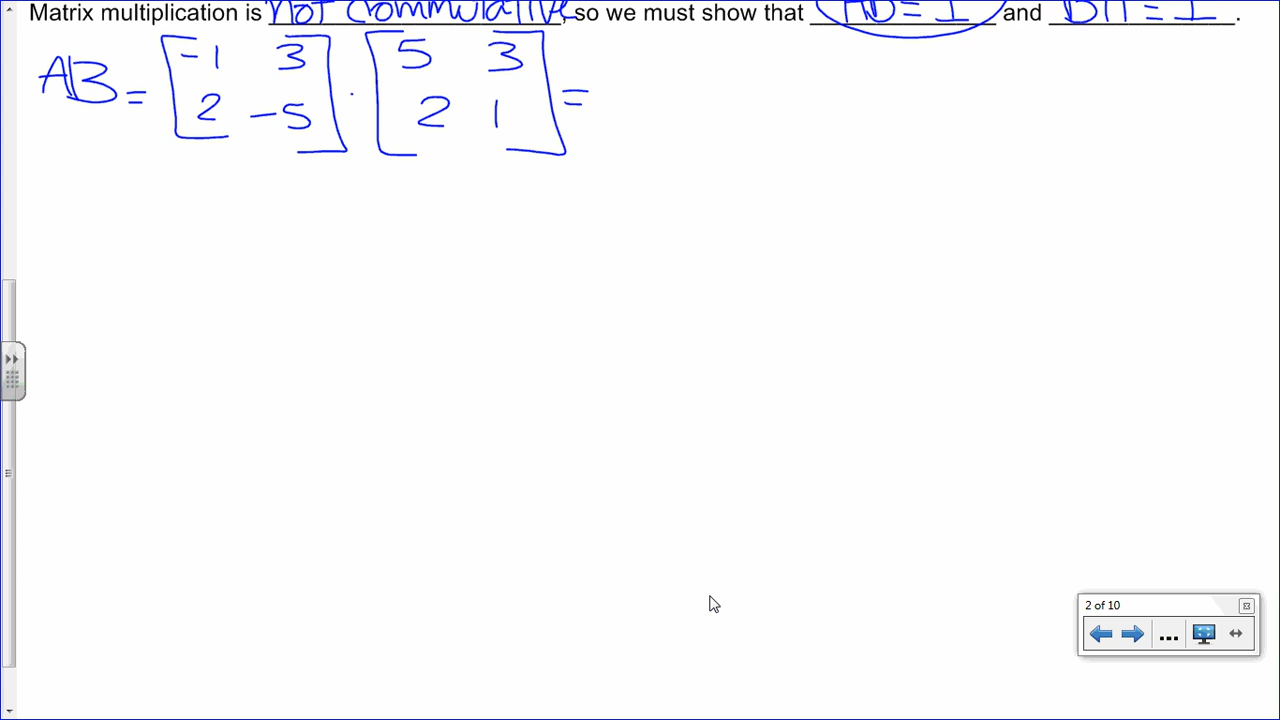 Matrix multiplication is not commutative, so we must show that AB = I and BA = I.
AB = [ -1 3 ] · [ 5 3 ] =
[ 2 -5 ] [ 2 1 ]
2 of 10